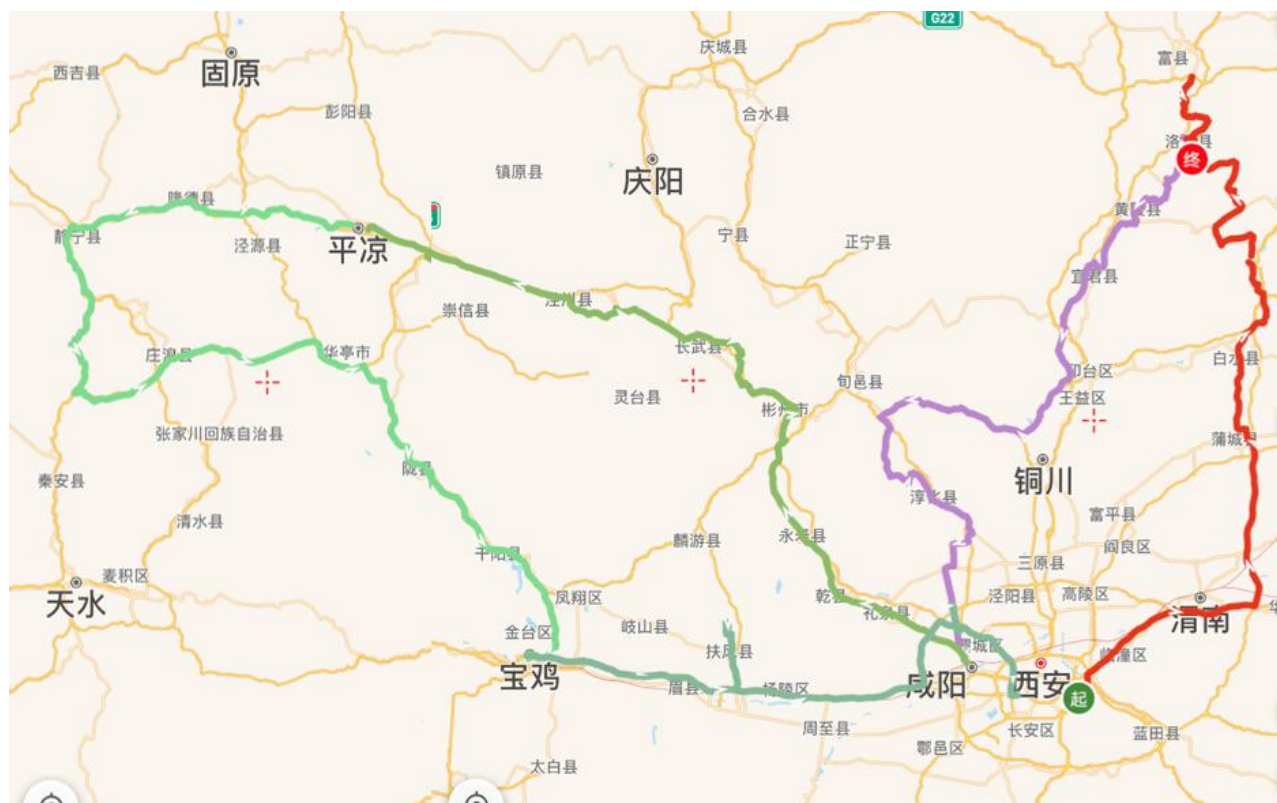 G22
庆城县
富县
固原
西吉县
彭阳县
合水县
镇原县
庆阳
隆德县
黄陵县
静宁县
泾源县
平凉
宁县
正宁县
宜君县
崇信县
泾川县
庄浪县
华亭市
长武县
白水县
印台区
旬邑县
王益区
灵台县
彬州市
张家川回族自治县
蒲城县
陇县
秦安县
铜川
淳化县
清水县
富平县
永寿县
麟游县
千阳县
阎良区
三原县
麦积区
天水
凤翔区
乾县
礼泉县
泾阳县
高陵区
渭南
金台区
岐山县
扶风县
临潼区
宝鸡
眉县
杨陵区
咸阳
西安
周至县
长安区
鄠邑区
蓝田县
太白县
终
起